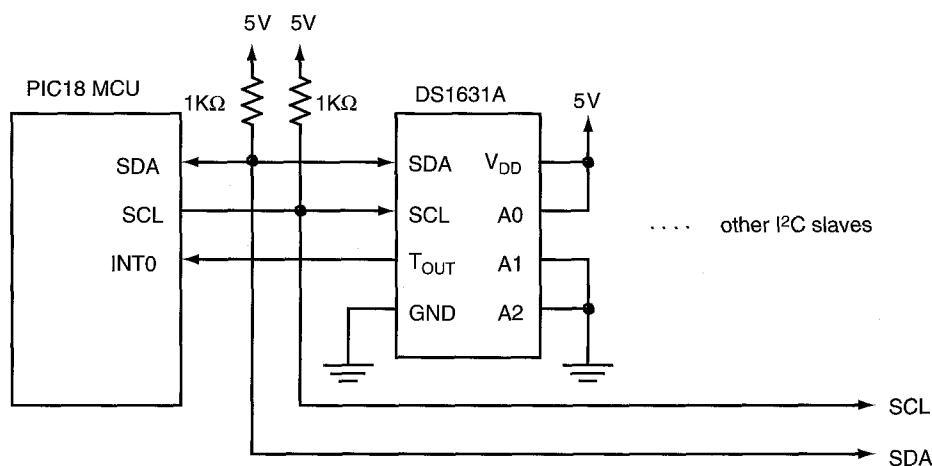 5V 5V
PIC18 MCU
1KΩ 1KΩ
DS1631A
5V
SDA SDA V_DD
SCL SCL A0
.... other I²C slaves
INT0 T_OUT A1
GND A2
SCL
SDA